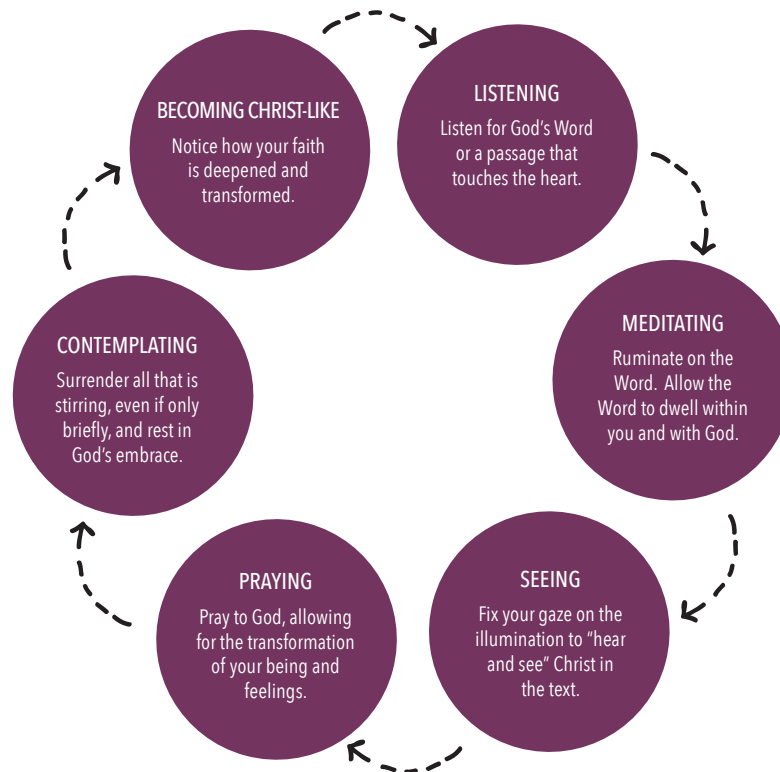 BECOMING CHRIST-LIKE
Notice how your faith
is deepened and
transformed.
LISTENING
Listen for God's Word
or a passage that
touches the heart.
MEDITATING
Ruminate on the
Word.  Allow the
Word to dwell within
you and with God.
SEEING
Fix your gaze on the
illumination to “hear
and see” Christ in
the text.
PRAYING
Pray to God, allowing
for the transformation
of your being and
feelings.
CONTEMPLATING
Surrender all that is
stirring, even if only
briefly, and rest in
God's embrace.